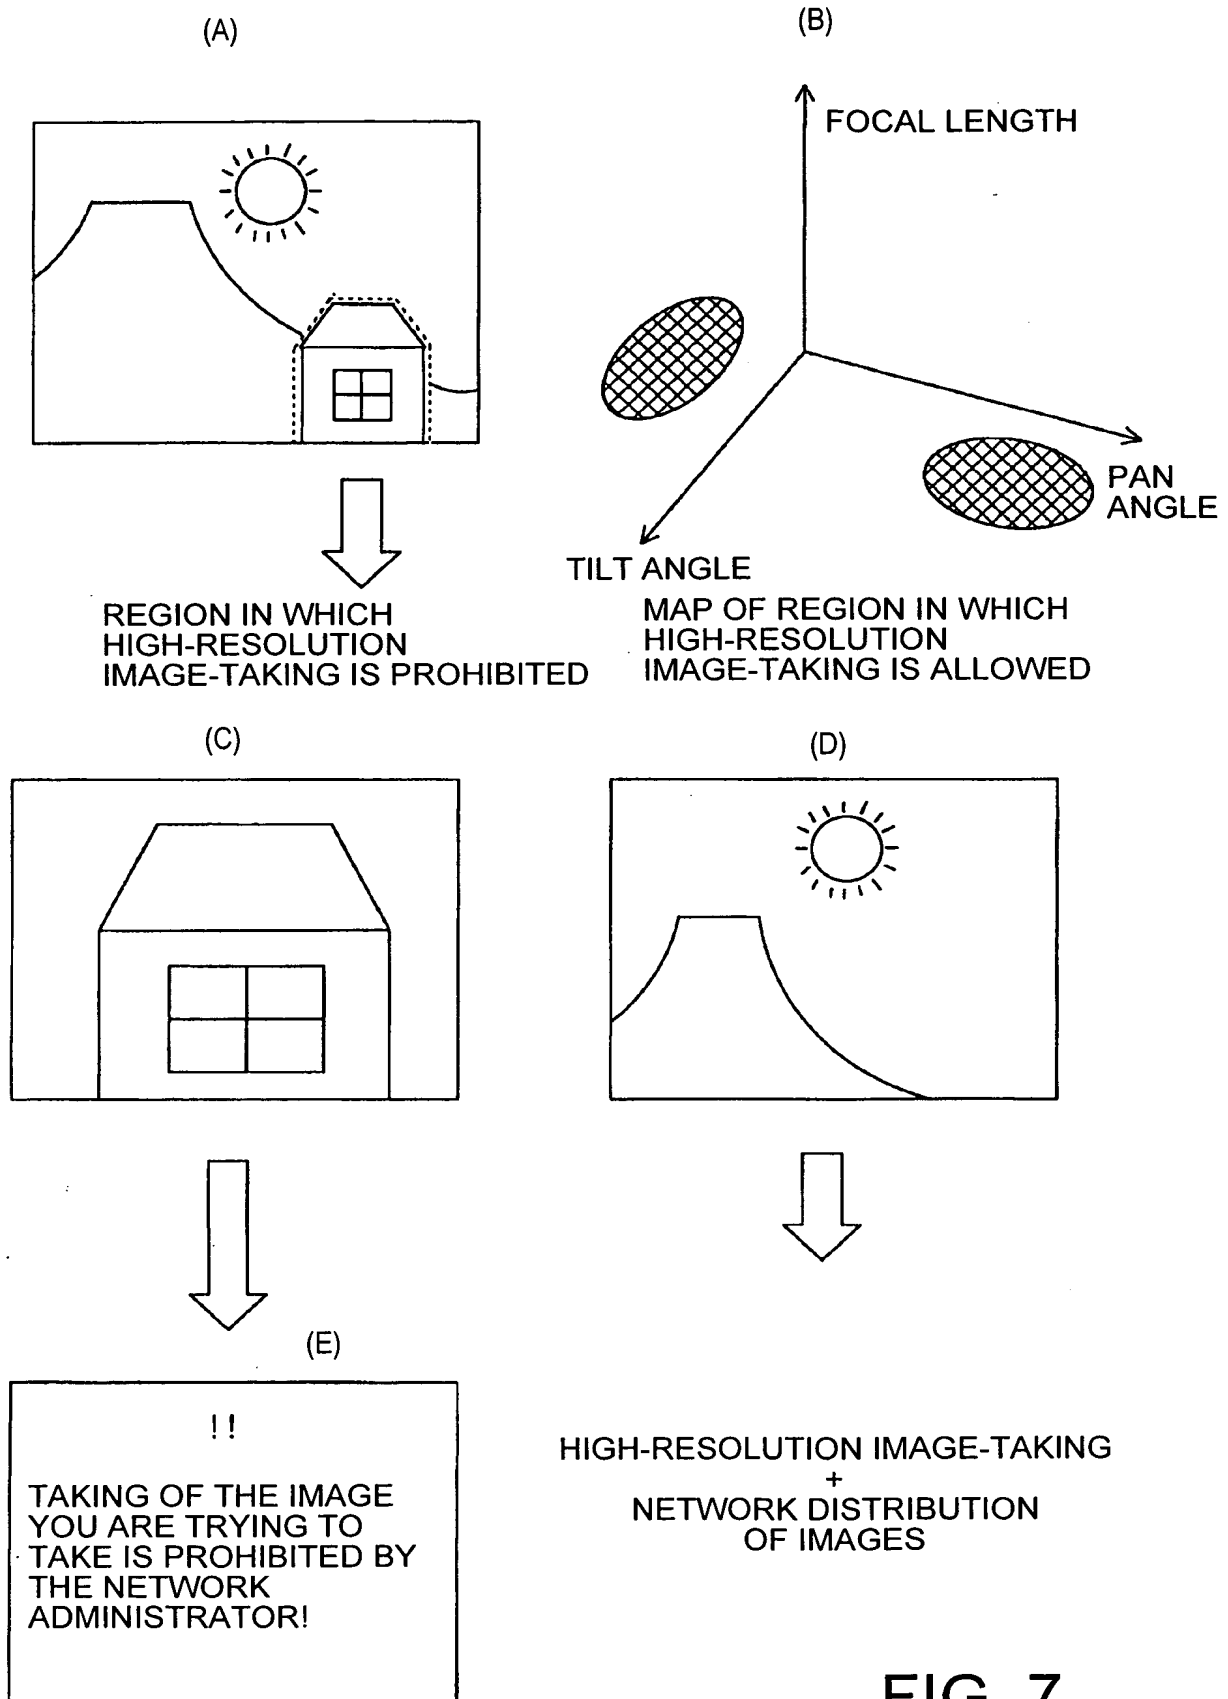 (A)
(B)
FOCAL LENGTH
PAN
ANGLE
TILT ANGLE
REGION IN WHICH
HIGH-RESOLUTION
IMAGE-TAKING IS PROHIBITED
MAP OF REGION IN WHICH
HIGH-RESOLUTION
IMAGE-TAKING IS ALLOWED
(C)
(D)
(E)
!!
TAKING OF THE IMAGE
YOU ARE TRYING TO
TAKE IS PROHIBITED BY
THE NETWORK
ADMINISTRATOR!
HIGH-RESOLUTION IMAGE-TAKING
+
NETWORK DISTRIBUTION
OF IMAGES
FIG. 7